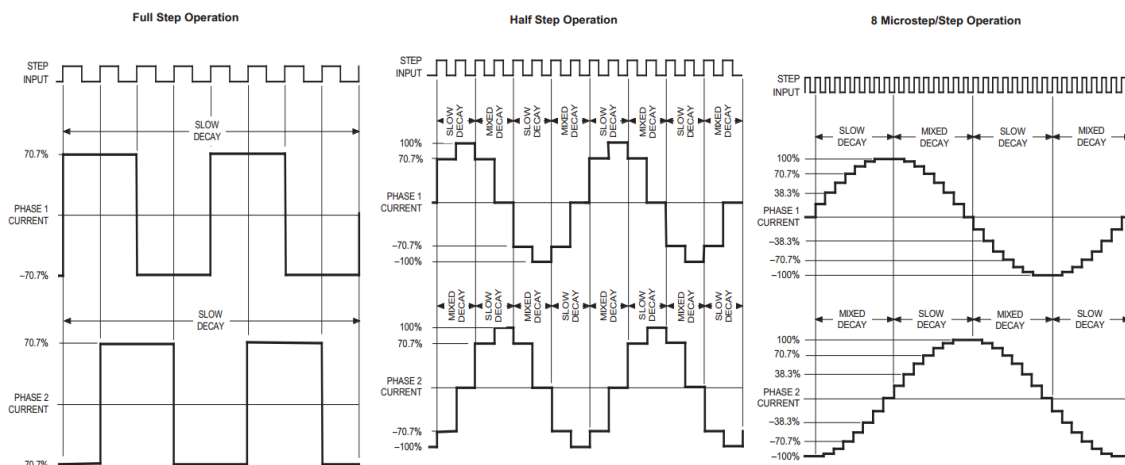 Full Step Operation
STEP
INPUT
SLOW
DECAY
70.7%
PHASE 1
CURRENT
–70.7%
SLOW
DECAY
70.7%
PHASE 2
CURRENT
–70.7%
Half Step Operation
STEP
INPUT
SLOW
DECAY
MIXED
DECAY
SLOW
DECAY
MIXED
DECAY
SLOW
DECAY
MIXED
DECAY
SLOW
DECAY
MIXED
DECAY
100%
70.7%
PHASE 1
CURRENT
–70.7%
–100%
MIXED
DECAY
SLOW
DECAY
MIXED
DECAY
SLOW
DECAY
MIXED
DECAY
SLOW
DECAY
MIXED
DECAY
SLOW
DECAY
100%
70.7%
PHASE 2
CURRENT
–70.7%
–100%
8 Microstep/Step Operation
STEP
INPUT
SLOW
DECAY
MIXED
DECAY
SLOW
DECAY
MIXED
DECAY
100%
70.7%
38.3%
PHASE 1
CURRENT
–38.3%
–70.7%
–100%
MIXED
DECAY
SLOW
DECAY
MIXED
DECAY
SLOW
DECAY
100%
70.7%
38.3%
PHASE 2
CURRENT
–38.3%
–70.7%
–100%